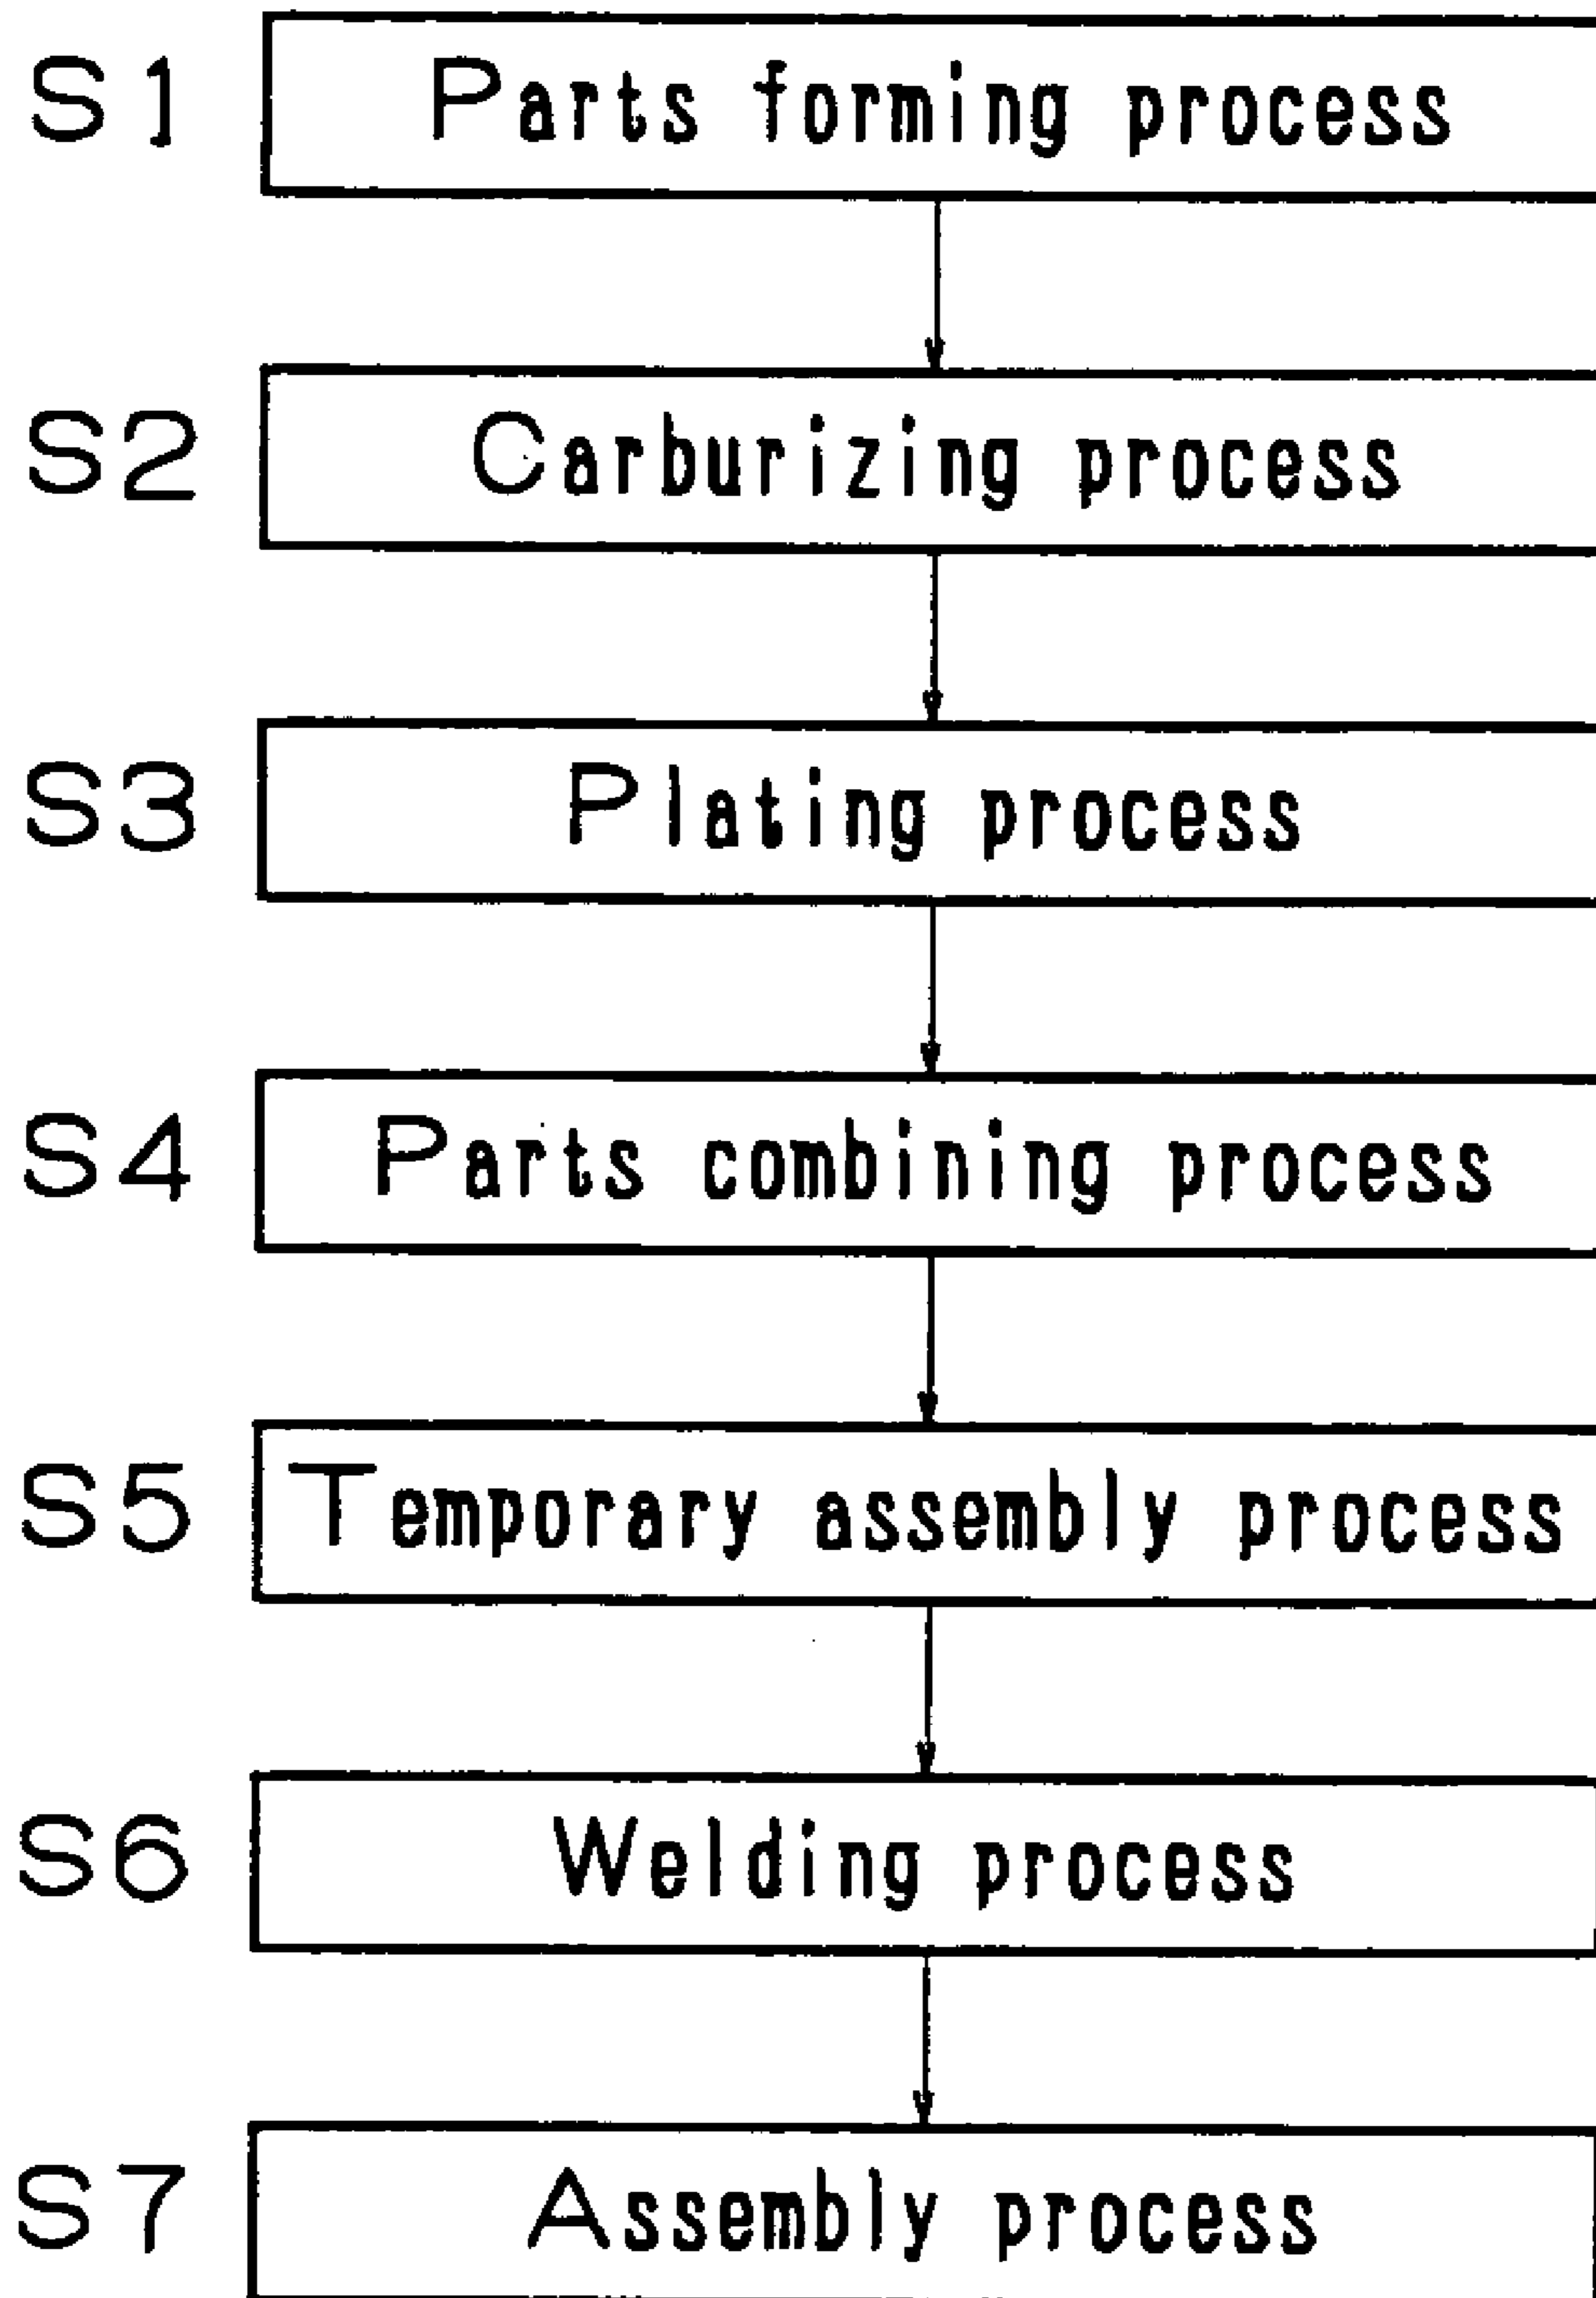 S1 Parts forming process
S2 Carburizing process
S3 Plating process
S4 Parts combining process
S5 Temporary assembly process
S6 Welding process
S7 Assembly process